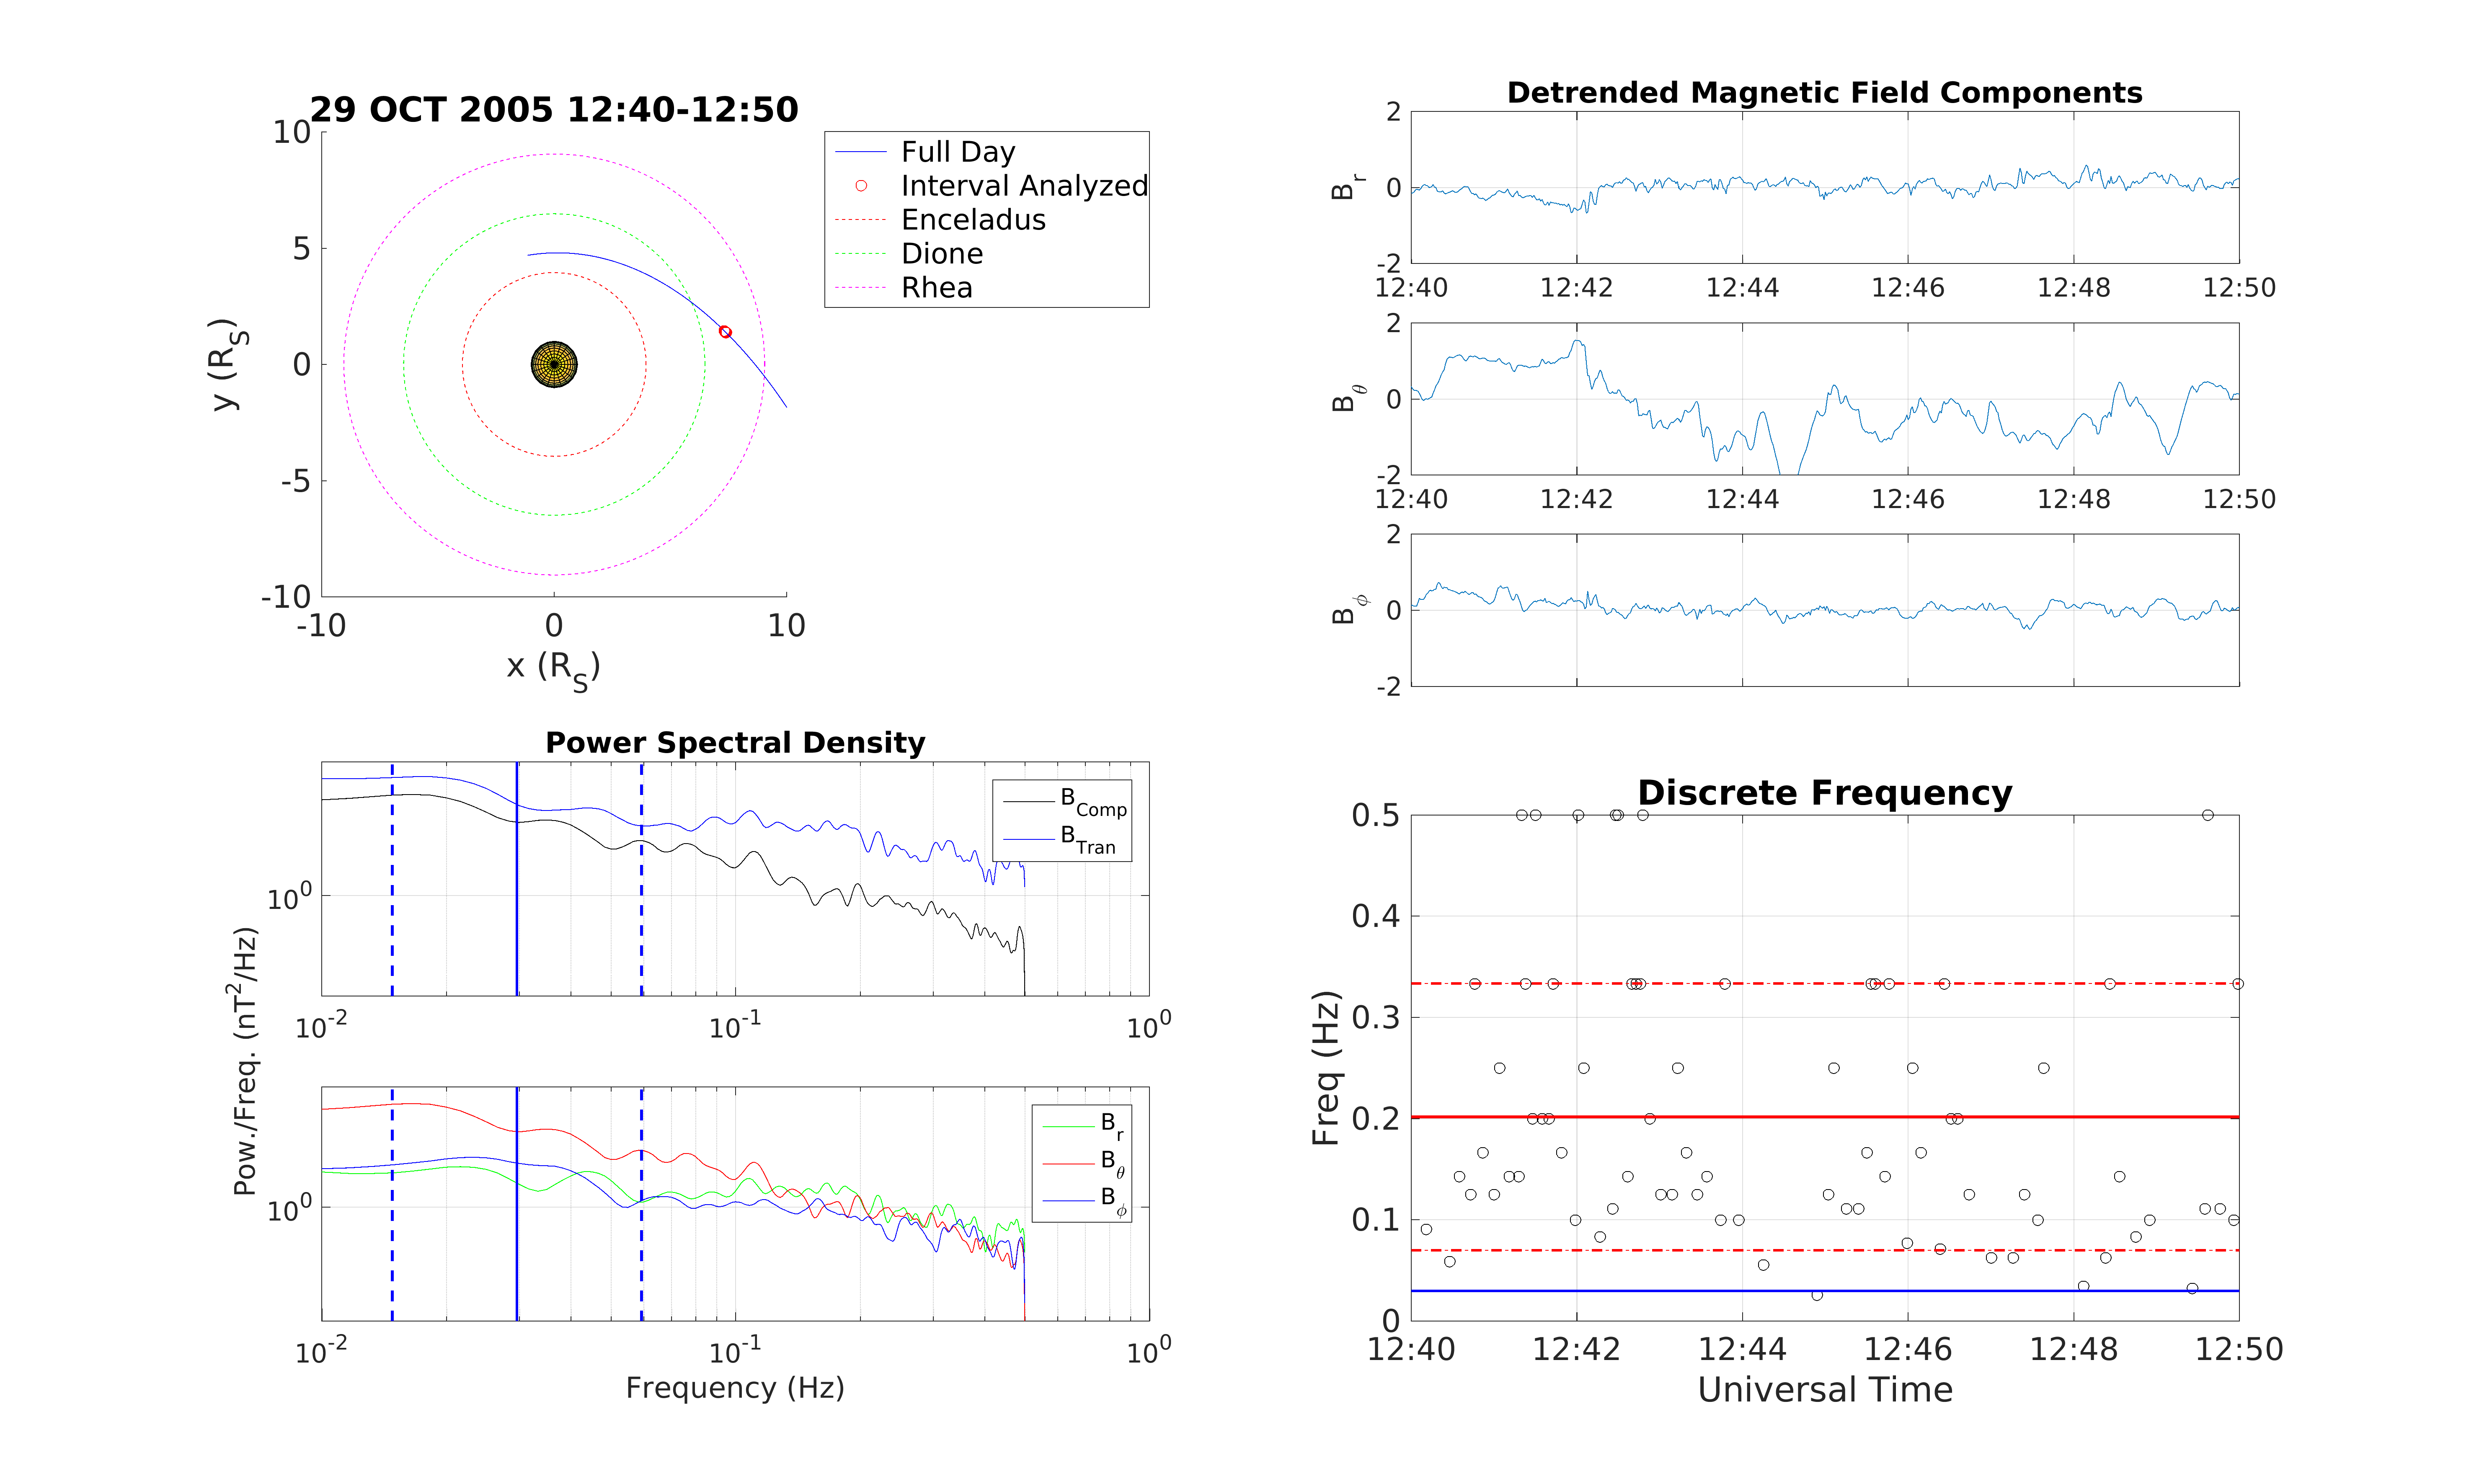 29 OCT 2005 12:40-12:50
10
5
0
-5
-10
-10 0 10
y (R_S)
x (R_S)
Full Day
Interval Analyzed
Enceladus
Dione
Rhea
Detrended Magnetic Field Components
2
0
-2
B_r
12:40 12:42 12:44 12:46 12:48 12:50
2
0
-2
B_θ
12:40 12:42 12:44 12:46 12:48 12:50
2
0
-2
B_ϕ
Power Spectral Density
B_Comp
B_Tran
10^0
10^-2 10^-1 10^0
Pow./Freq. (nT^2/Hz)
B_r
B_θ
B_ϕ
10^0
10^-2 10^-1 10^0
Frequency (Hz)
Discrete Frequency
0.5
0.4
0.3
0.2
0.1
0
Freq (Hz)
12:40 12:42 12:44 12:46 12:48 12:50
Universal Time